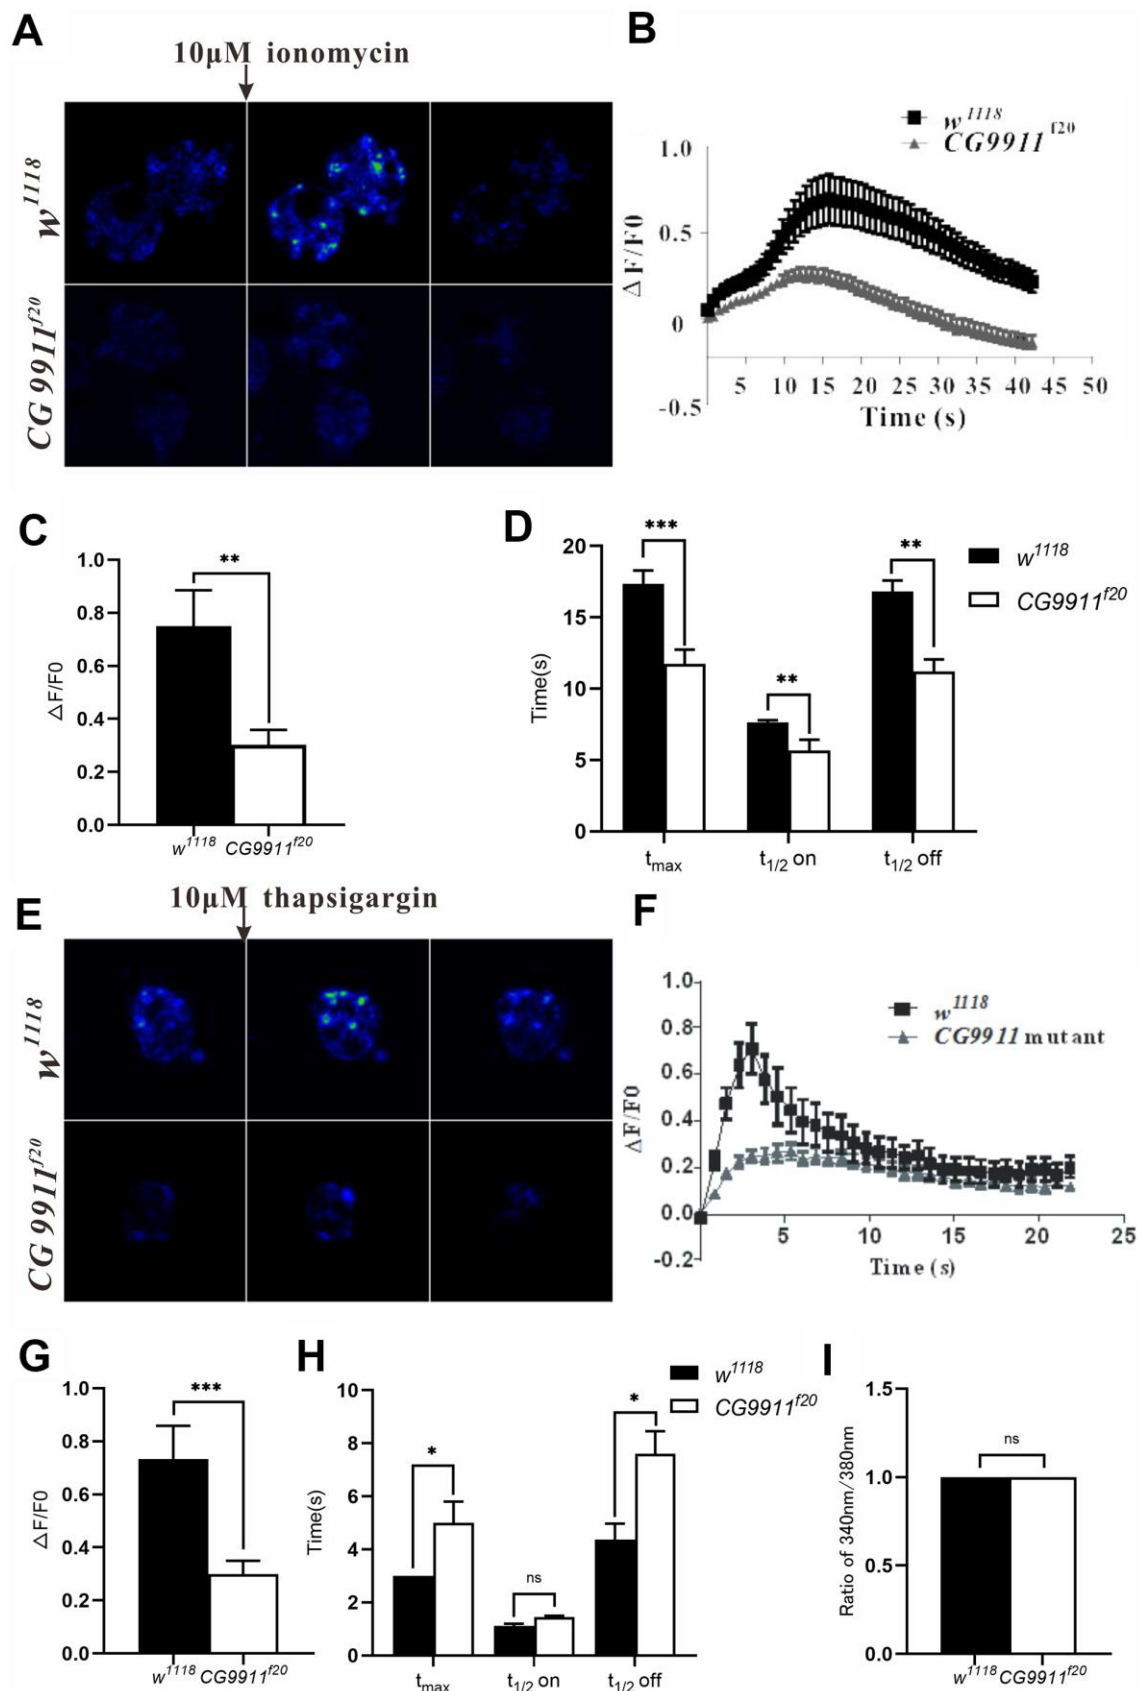 A
10μM ionomycin
w1118
CG 9911f20
B
w1118
CG9911f20
1.0
0.5
0
-0.5
ΔF/F0
5 10 15 20 25 30 35 40 45 50
Time (s)
C
**
1.0
0.8
0.6
0.4
0.2
0.0
△F/F0
w1118 CG9911f20
D
***
**
**
w1118
CG9911f20
20
15
10
5
0
Time(s)
tmax t1/2 on t1/2 off
E
10μM thapsigargin
w1118
CG 9911f20
F
w1118
CG9911 mutant
1.0
0.8
0.6
0.4
0.2
0.0
-0.2
ΔF/F0
5 10 15 20 25
Time (s)
G
***
1.0
0.8
0.6
0.4
0.2
0.0
△F/F0
w1118 CG9911f20
H
*
ns
*
w1118
CG9911f20
10
8
6
4
2
0
Time(s)
tmax t1/2 on t1/2 off
I
ns
1.5
1.0
0.5
0.0
Ratio of 340nm/380nm
w1118 CG9911f20